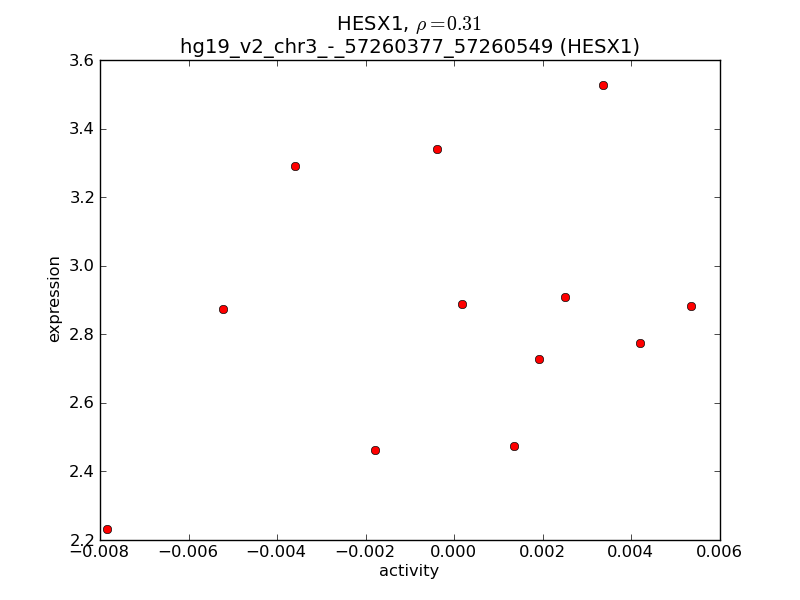 HESX1, ρ=0.31
hg19_v2_chr3_-_57260377_57260549 (HESX1)
3.6
3.4
3.2
3.0
2.8
2.6
2.4
2.2
expression
−0.008 −0.006 −0.004 −0.002 0.000 0.002 0.004 0.006
activity